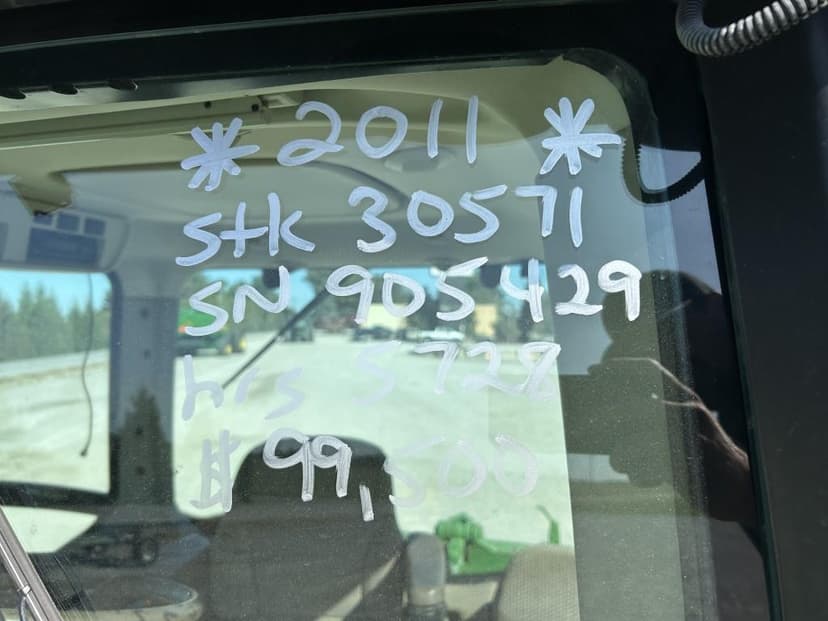 * 2011 *
Stk 30571
SN 905429
hrs 5728
$99,500